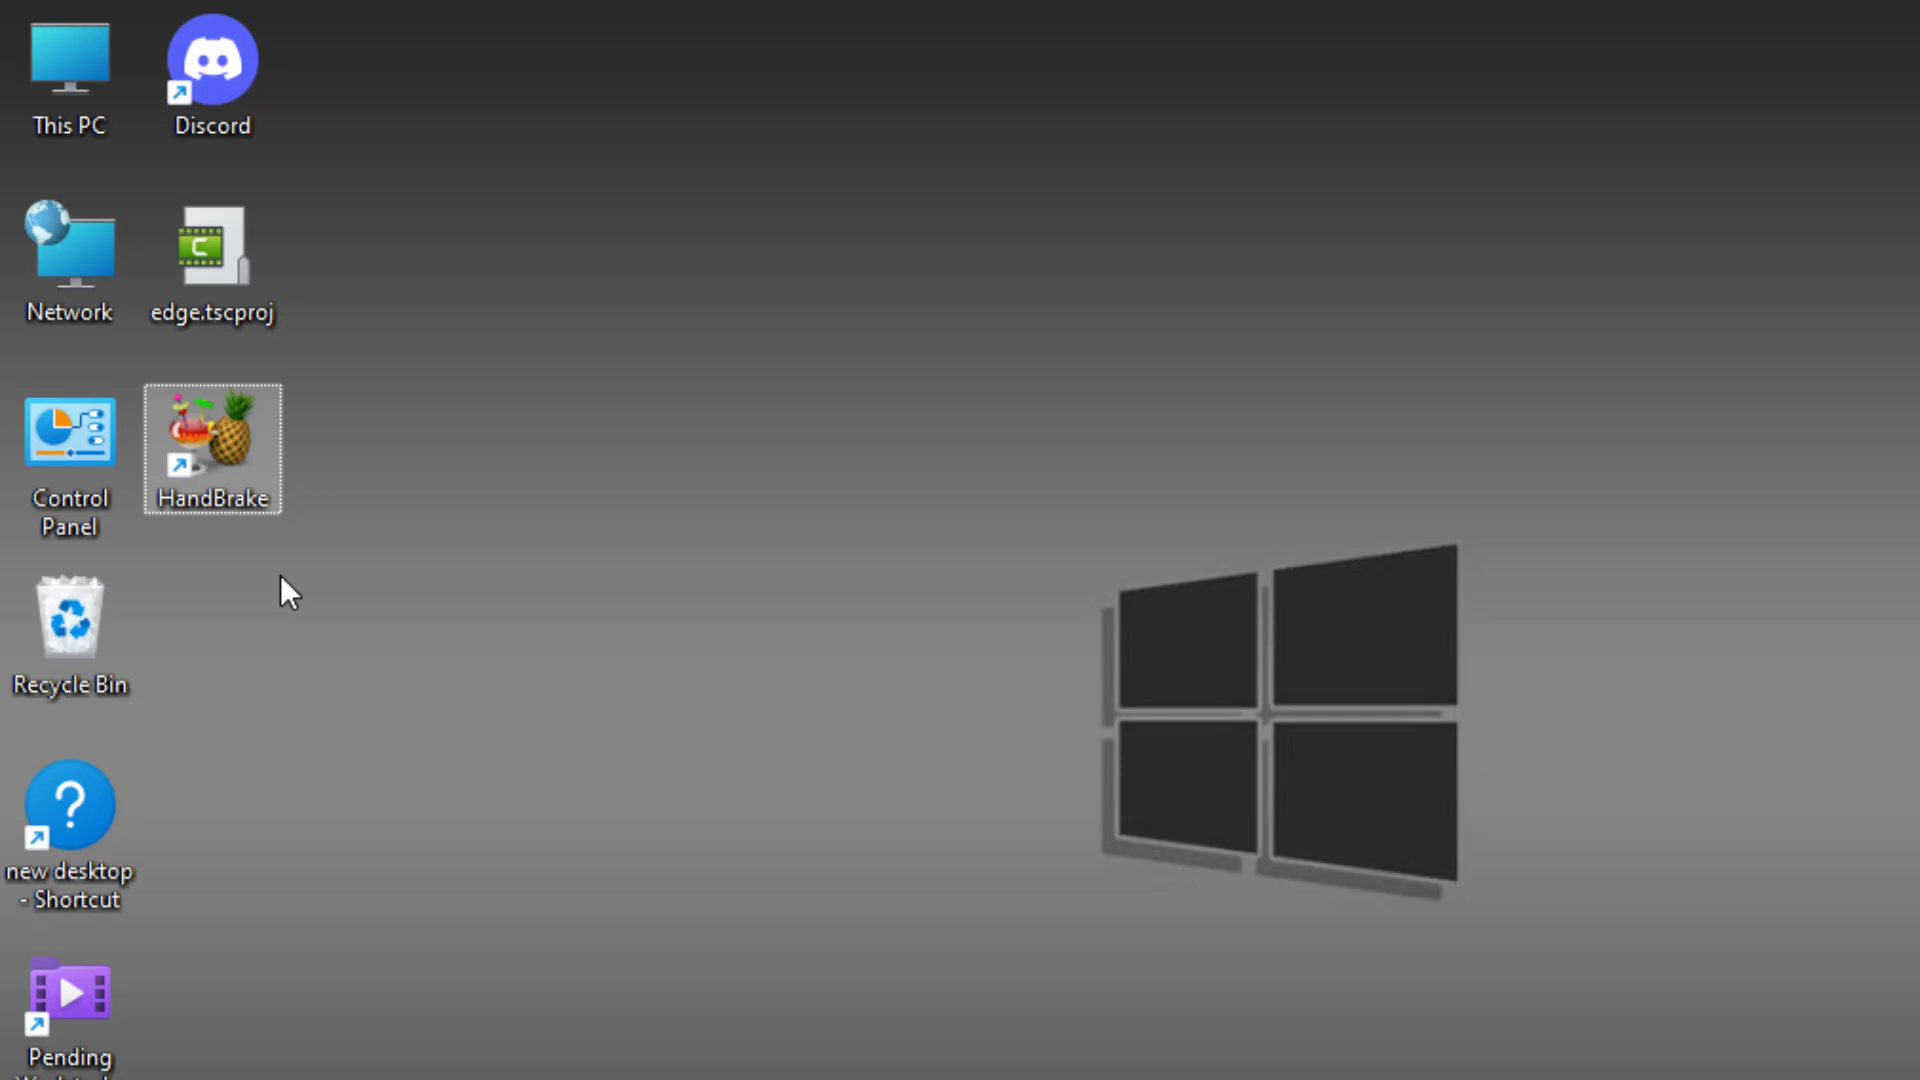 This PC
Discord
Network
edge.tscproj
Control
Panel
HandBrake
Recycle Bin
new desktop
- Shortcut
Pending